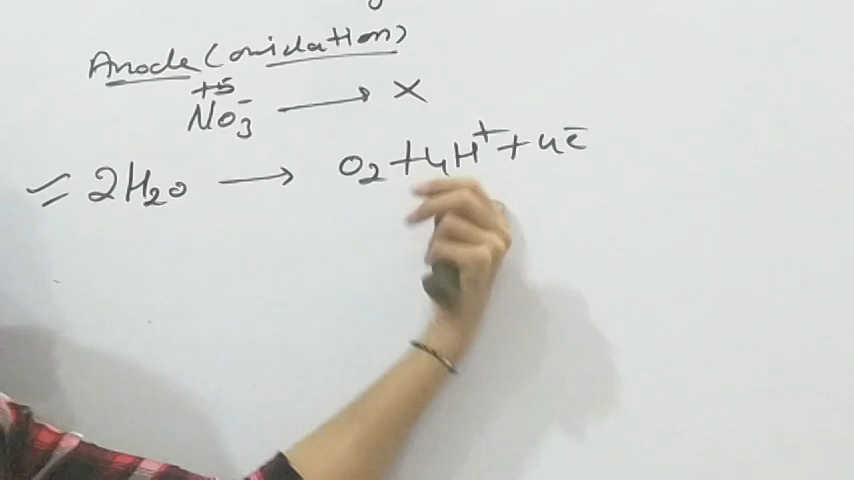 Anode (oxidation)
+5
NO₃⁻ → X
= 2H₂O → O₂ + 4H⁺ + 4e⁻